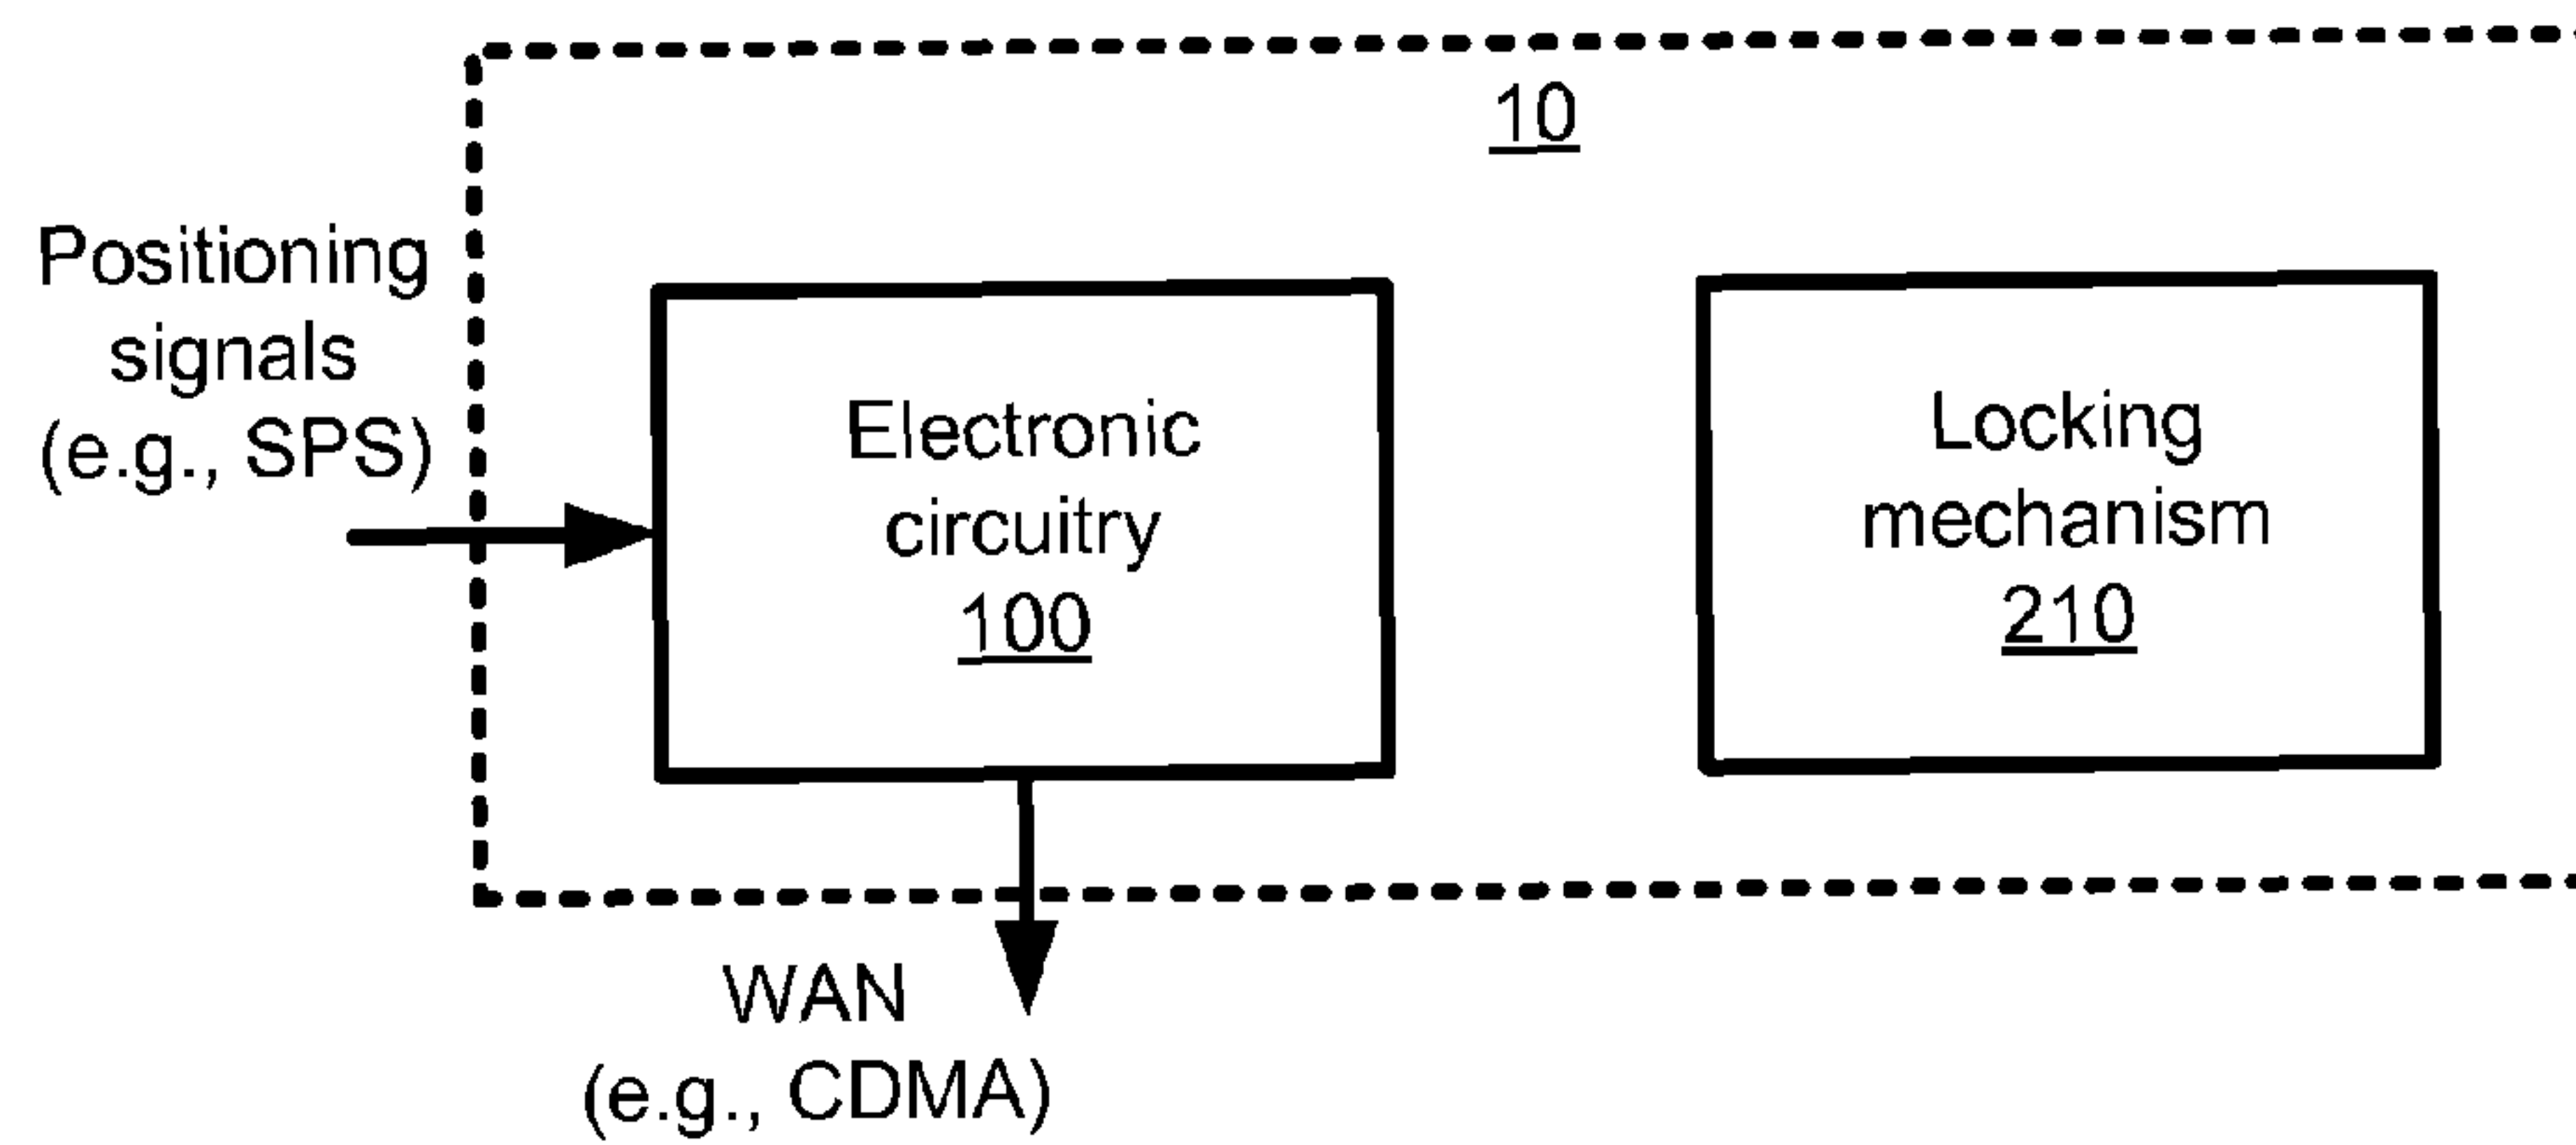 10
Positioning
signals
(e.g., SPS)
Electronic
circuitry
100
Locking
mechanism
210
WAN
(e.g., CDMA)